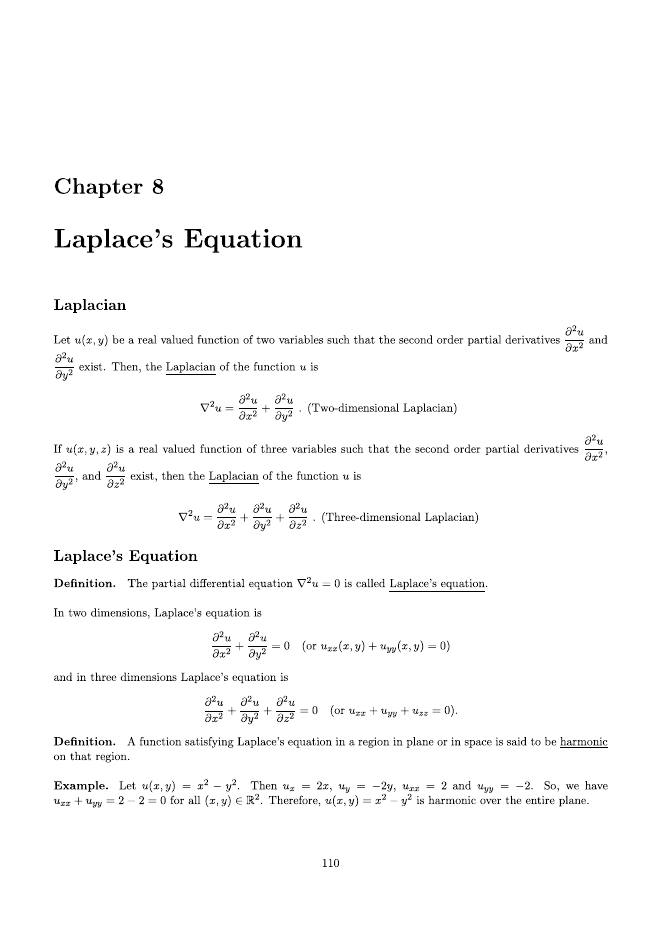 Chapter 8
Laplace's Equation
Laplacian
Let u(x, y) be a real valued function of two variables such that the second order partial derivatives ∂²u/∂x² and
∂²u/∂y² exist. Then, the Laplacian of the function u is
∇²u = ∂²u/∂x² + ∂²u/∂y² . (Two-dimensional Laplacian)
If u(x, y, z) is a real valued function of three variables such that the second order partial derivatives ∂²u/∂x²,
∂²u/∂y², and ∂²u/∂z² exist, then the Laplacian of the function u is
∇²u = ∂²u/∂x² + ∂²u/∂y² + ∂²u/∂z² . (Three-dimensional Laplacian)
Laplace's Equation
Definition. The partial differential equation ∇²u = 0 is called Laplace's equation.
In two dimensions, Laplace's equation is
∂²u/∂x² + ∂²u/∂y² = 0 (or uₓₓ(x, y) + u_yy(x, y) = 0)
and in three dimensions Laplace's equation is
∂²u/∂x² + ∂²u/∂y² + ∂²u/∂z² = 0 (or uₓₓ + u_yy + u_zz = 0).
Definition. A function satisfying Laplace's equation in a region in plane or in space is said to be harmonic
on that region.
Example. Let u(x, y) = x² − y². Then uₓ = 2x, u_y = −2y, uₓₓ = 2 and u_yy = −2. So, we have
uₓₓ + u_yy = 2 − 2 = 0 for all (x, y) ∈ ℝ². Therefore, u(x, y) = x² − y² is harmonic over the entire plane.
110